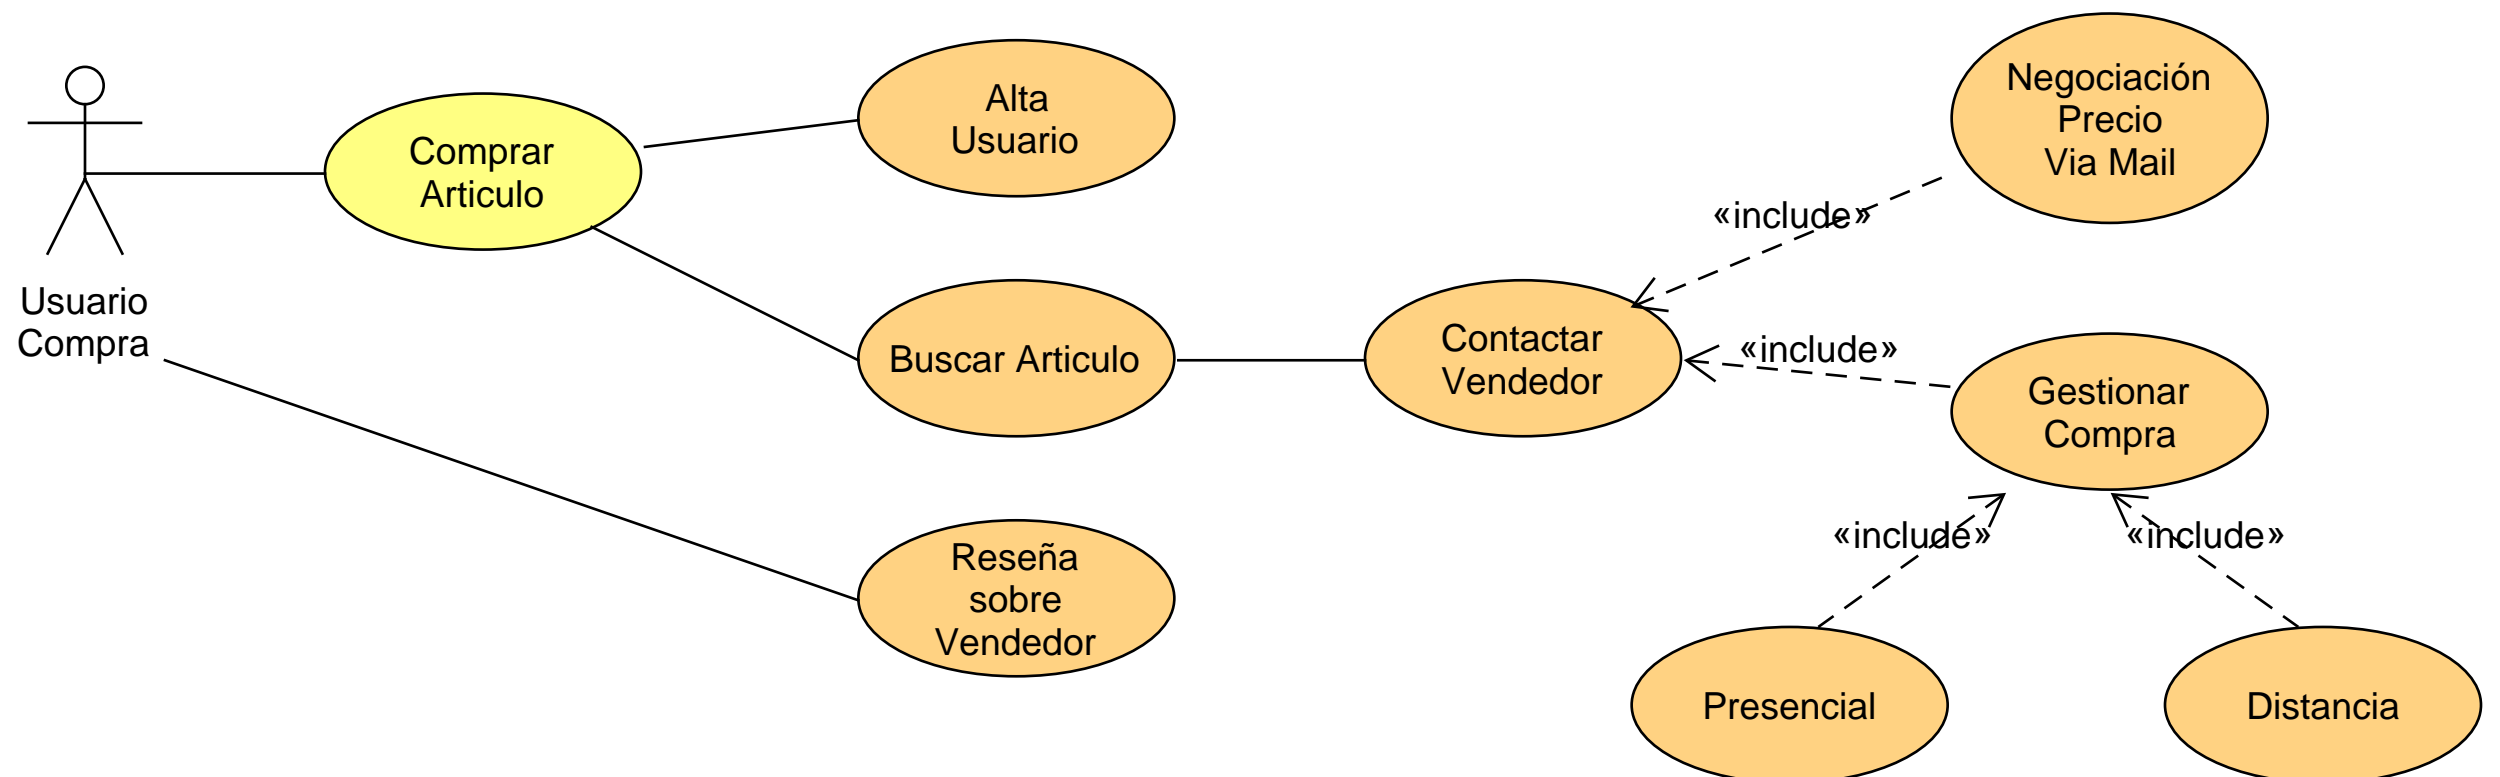 Usuario
Compra
Comprar
Articulo
Alta
Usuario
Buscar Articulo
Reseña
sobre
Vendedor
Contactar
Vendedor
«include»
«include»
Negociación
Precio
Via Mail
Gestionar
Compra
«include»
«include»
Presencial
Distancia